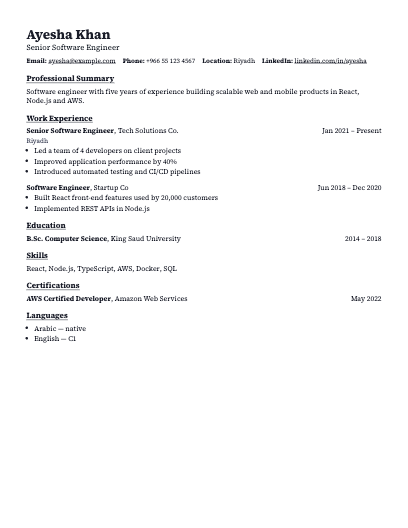 Ayesha Khan
Senior Software Engineer
Email: ayesha@example.com Phone: +966 55 123 4567 Location: Riyadh LinkedIn: linkedin.com/in/ayesha
Professional Summary
Software engineer with five years of experience building scalable web and mobile products in React,
Node.js and AWS.
Work Experience
Senior Software Engineer, Tech Solutions Co. Jan 2021 – Present
Riyadh
• Led a team of 4 developers on client projects
• Improved application performance by 40%
• Introduced automated testing and CI/CD pipelines
Software Engineer, Startup Co Jun 2018 – Dec 2020
• Built React front-end features used by 20,000 customers
• Implemented REST APIs in Node.js
Education
B.Sc. Computer Science, King Saud University 2014 – 2018
Skills
React, Node.js, TypeScript, AWS, Docker, SQL
Certifications
AWS Certified Developer, Amazon Web Services May 2022
Languages
• Arabic — native
• English — C1